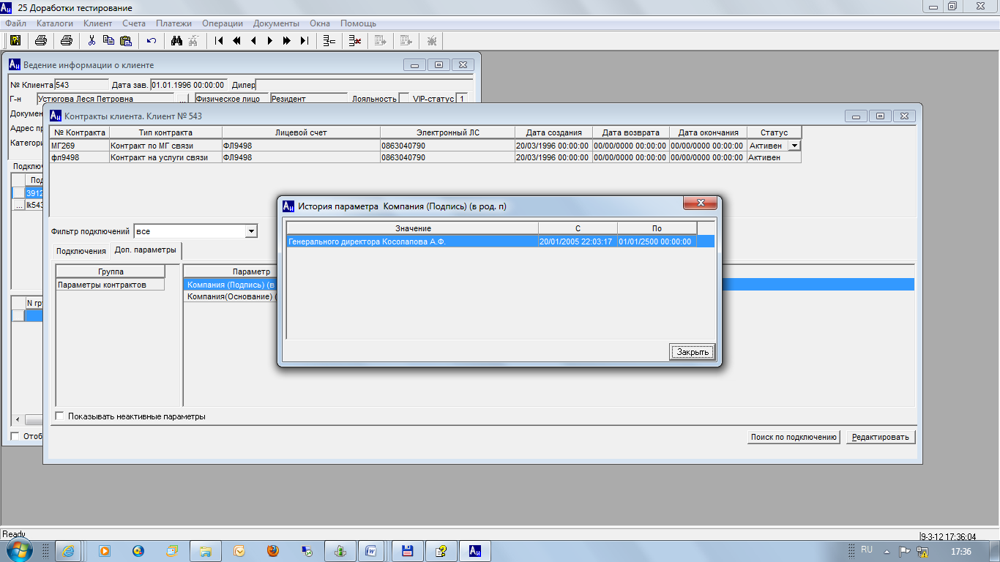 25 Доработки тестирование
Файл Каталоги Клиент Счета Платежи Операции Документы Окна Помощь
Ведение информации о клиенте
№ Клиента 543 Дата зав. 01.01.1996 00:00:00 Дилер
Г-н Устюгова Леся Петровна ... Физическое лицо Резидент Лояльность VIP-статус 1
Докумен
Адрес пр
Категори
Подклю
Под
3912
... lk543
N гр
Отоб
Контракты клиента. Клиент № 543
№ Контракта Тип контракта Лицевой счет Электронный ЛС Дата создания Дата возврата Дата окончания Статус
МГ269 Контракт по МГ связи ФЛ9498 0863040790 20/03/1996 00:00:00 00/00/0000 00:00:00 00/00/0000 00:00:00 Активен
фл9498 Контракт на услуги связи ФЛ9498 0863040790 20/03/1996 00:00:00 00/00/0000 00:00:00 00/00/0000 00:00:00 Активен
Фильтр подключений все
Подключения Доп. параметры
Группа
Параметры контрактов
Параметр
Компания (Подпись) (в
Компания(Основание) (
История параметра Компания (Подпись) (в род. п)
Значение С По
Генерального директора Косолапова А.Ф. 20/01/2005 22:03:17 01/01/2500 00:00:00
Закрыть
Показывать неактивные параметры
Поиск по подключению Редактировать
Ready
9-3-12 17:36:04
RU 17:36